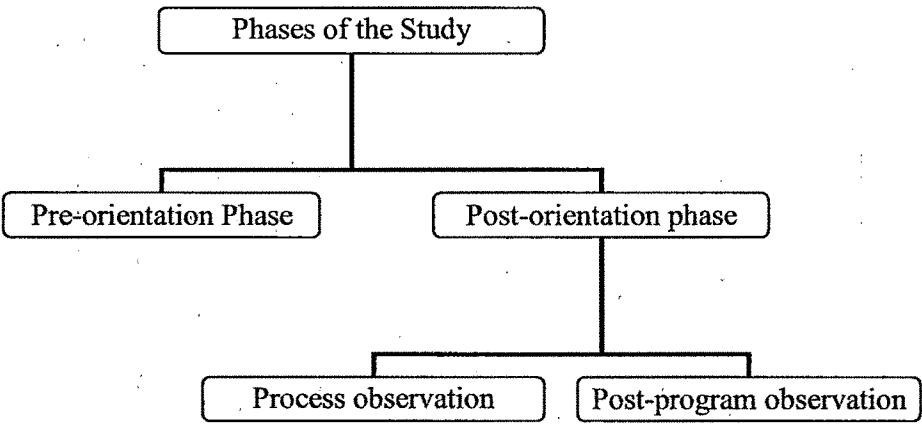 Phases of the Study
Pre-orientation Phase
Post-orientation phase
Process observation
Post-program observation